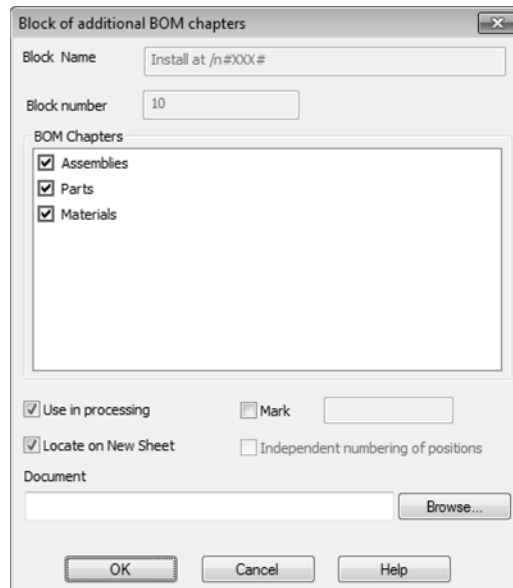 Block of additional BOM chapters
Block Name
Install at /n#XXX#
Block number
10
BOM Chapters
Assemblies
Parts
Materials
Use in processing
Mark
Locate on New Sheet
Independent numbering of positions
Document
Browse...
OK
Cancel
Help